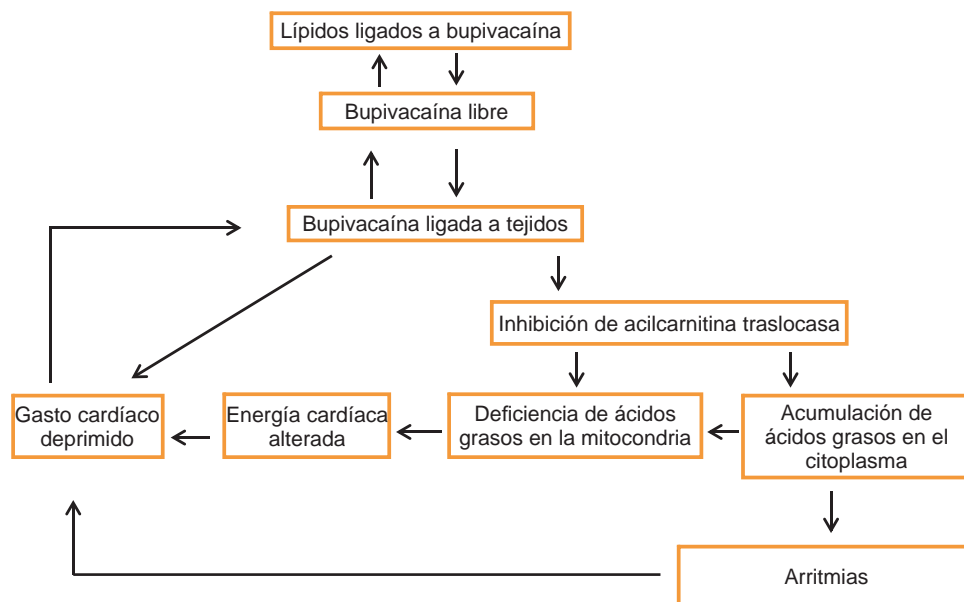 Lípidos ligados a bupivacaína
Bupivacaína libre
Bupivacaína ligada a tejidos
Inhibición de acilcarnitina traslocasa
Gasto cardíaco
deprimido
Energía cardíaca
alterada
Deficiencia de ácidos
grasos en la mitocondria
Acumulación de
ácidos grasos en el
citoplasma
Arritmias